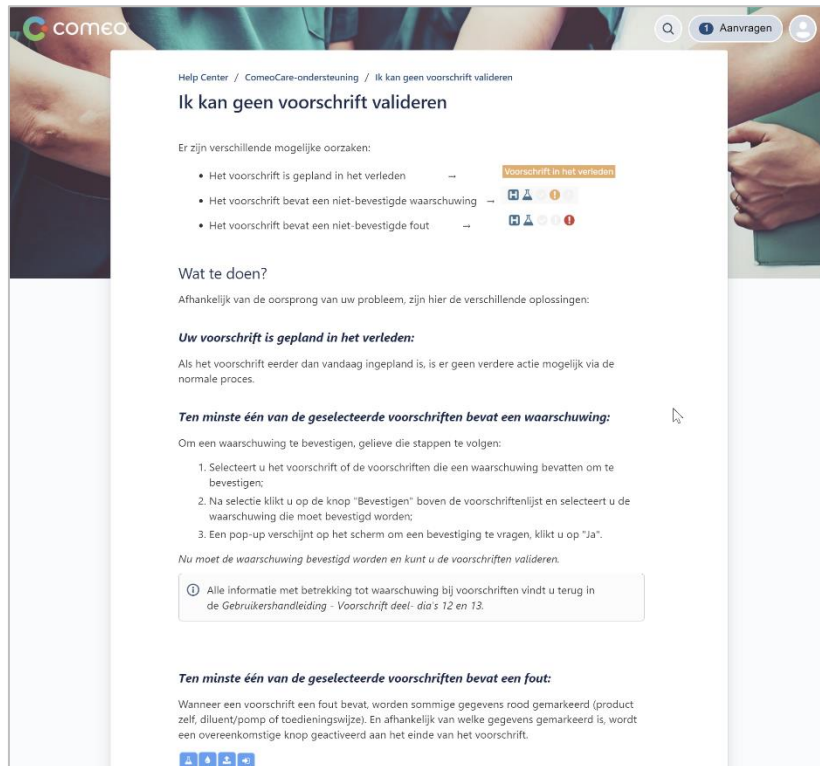 comeo
1 Aanvragen
Help Center / ComeoCare-ondersteuning / Ik kan geen voorschrift valideren
Ik kan geen voorschrift valideren
Er zijn verschillende mogelijke oorzaken:
• Het voorschrift is gepland in het verleden → Voorschrift in het verleden
• Het voorschrift bevat een niet-bevestigde waarschuwing →
• Het voorschrift bevat een niet-bevestigde fout →
Wat te doen?
Afhankelijk van de oorsprong van uw probleem, zijn hier de verschillende oplossingen:
Uw voorschrift is gepland in het verleden:
Als het voorschrift eerder dan vandaag ingepland is, is er geen verdere actie mogelijk via de
normale proces.
Ten minste één van de geselecteerde voorschriften bevat een waarschuwing:
Om een waarschuwing te bevestigen, gelieve die stappen te volgen:
1. Selecteert u het voorschrift of de voorschriften die een waarschuwing bevatten om te
bevestigen;
2. Na selectie klikt u op de knop "Bevestigen" boven de voorschriftenlijst en selecteert u de
waarschuwing die moet bevestigd worden;
3. Een pop-up verschijnt op het scherm om een bevestiging te vragen, klikt u op "Ja".
Nu moet de waarschuwing bevestigd worden en kunt u de voorschriften valideren.
Alle informatie met betrekking tot waarschuwing bij voorschriften vindt u terug in
de Gebruikershandleiding - Voorschrift deel- dia's 12 en 13.
Ten minste één van de geselecteerde voorschriften bevat een fout:
Wanneer een voorschrift een fout bevat, worden sommige gegevens rood gemarkeerd (product
zelf, diluent/pomp of toedieningswijze). En afhankelijk van welke gegevens gemarkeerd is, wordt
een overeenkomstige knop geactiveerd aan het einde van het voorschrift.